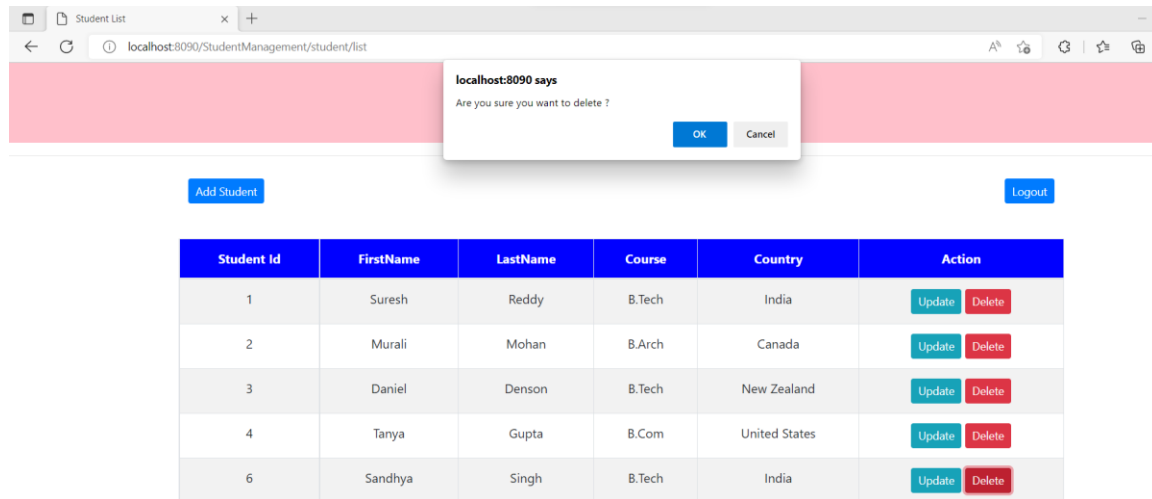 Student List
localhost:8090/StudentManagement/student/list
localhost:8090 says
Are you sure you want to delete ?
OK Cancel
Add Student Logout
Student Id FirstName LastName Course Country Action
1 Suresh Reddy B.Tech India Update Delete
2 Murali Mohan B.Arch Canada Update Delete
3 Daniel Denson B.Tech New Zealand Update Delete
4 Tanya Gupta B.Com United States Update Delete
6 Sandhya Singh B.Tech India Update Delete